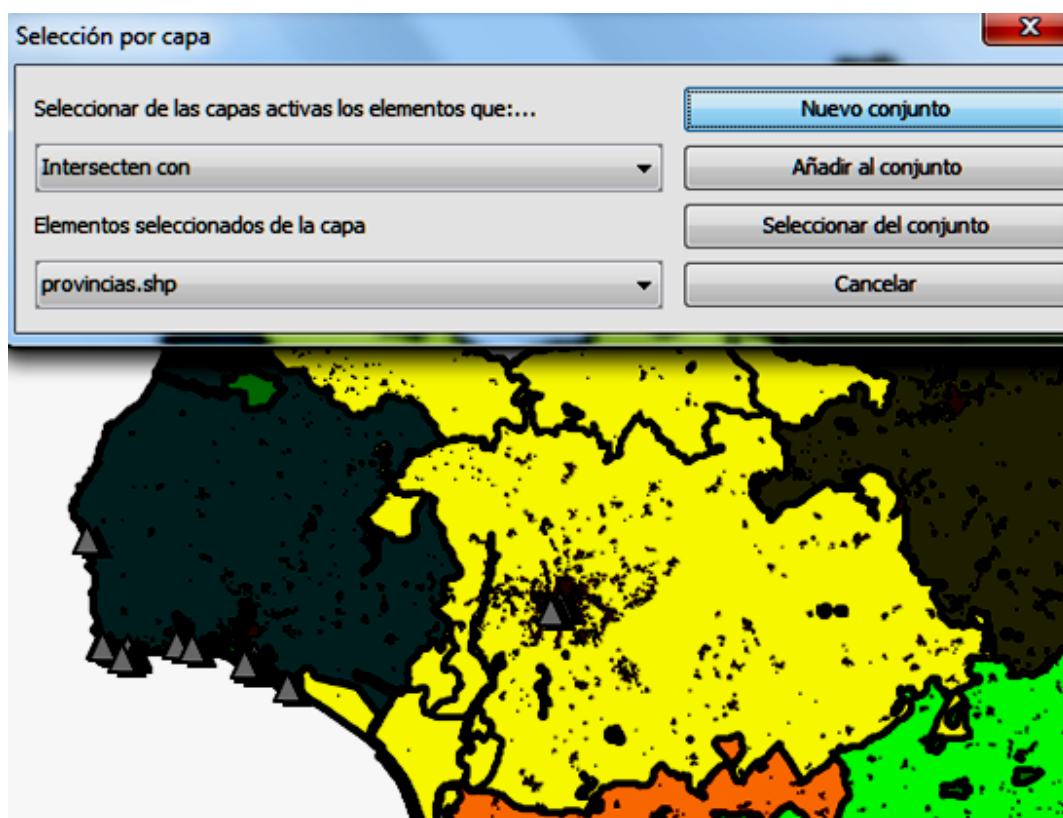 Selección por capa
Seleccionar de las capas activas los elementos que:...
Nuevo conjunto
Intersecten con
Añadir al conjunto
Elementos seleccionados de la capa
Seleccionar del conjunto
provincias.shp
Cancelar